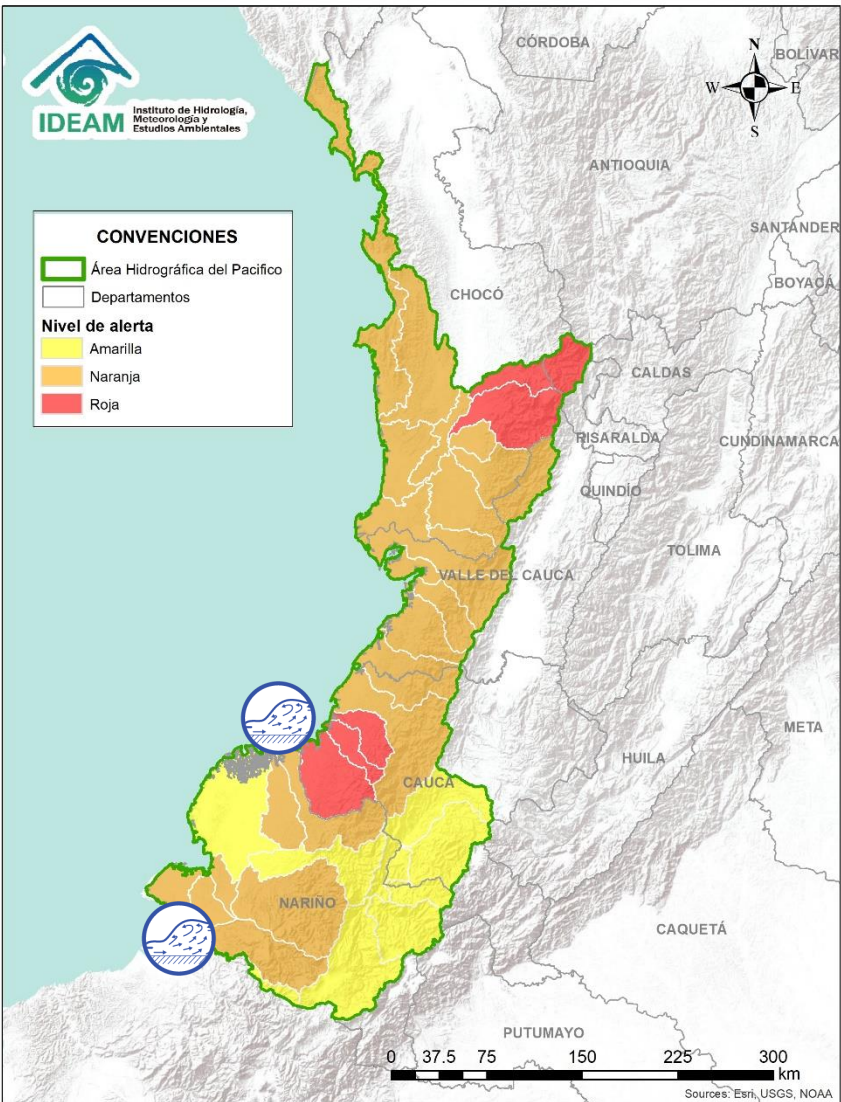 IDEAM
Instituto de Hidrología,
Meteorología y
Estudios Ambientales
N
W
E
S
CONVENCIONES
Área Hidrográfica del Pacifico
Departamentos
Nivel de alerta
Amarilla
Naranja
Roja
CÓRDOBA
BOLÍVAR
ANTIOQUIA
SANTANDER
BOYACÁ
CHOCÓ
CALDAS
RISARALDA
CUNDINAMARCA
QUINDÍO
TOLIMA
VALLE DEL CAUCA
META
HUILA
CAUCA
NARIÑO
CAQUETÁ
PUTUMAYO
0 37.5 75 150 225 300
km
Sources: Esri, USGS, NOAA